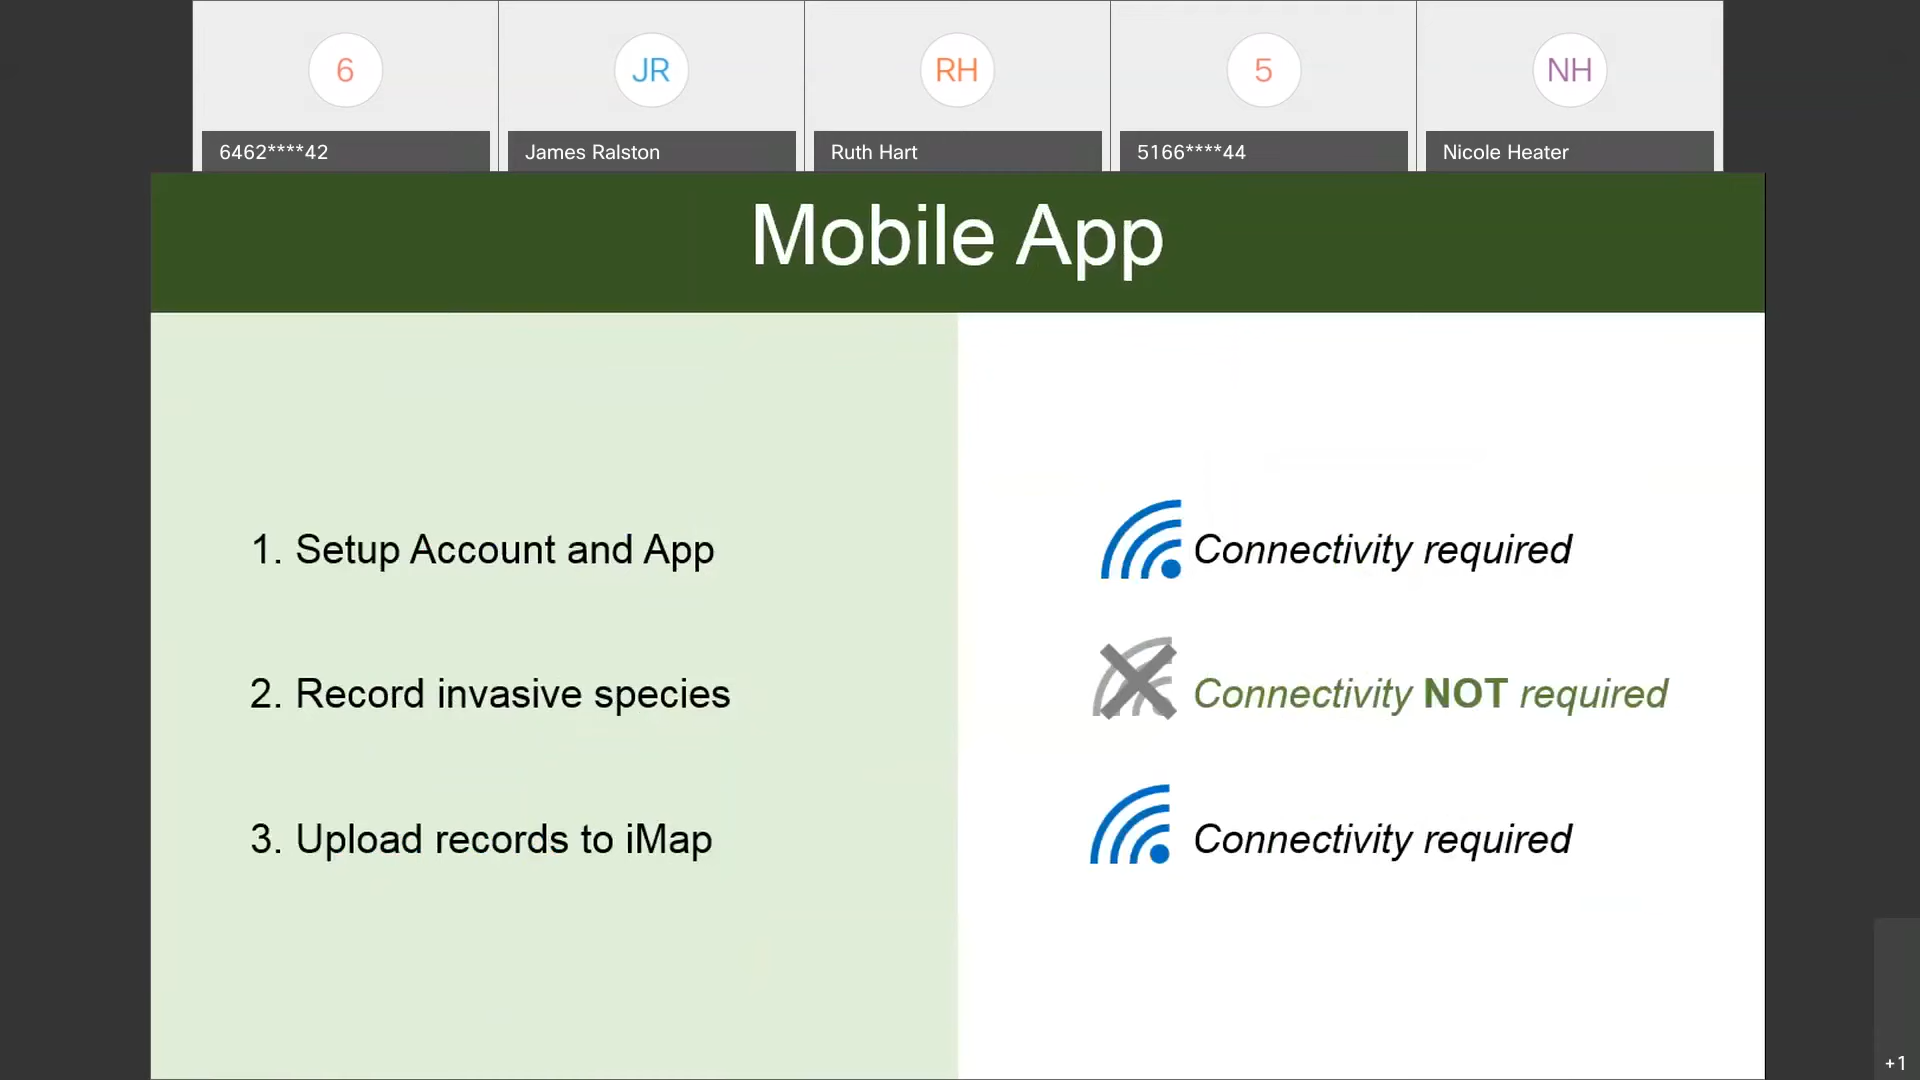 6
JR
RH
5
NH
6462****42
James Ralston
Ruth Hart
5166****44
Nicole Heater
Mobile App
1. Setup Account and App
Connectivity required
2. Record invasive species
Connectivity NOT required
3. Upload records to iMap
Connectivity required
+1